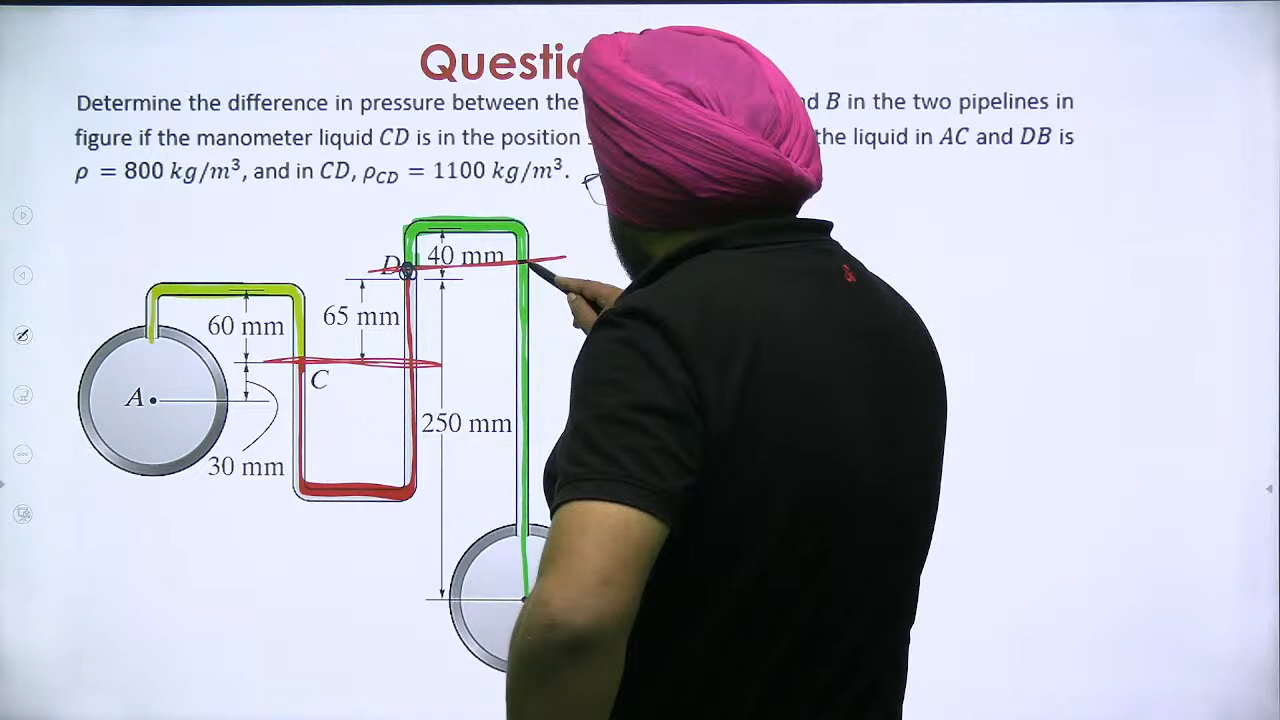 Questio
Determine the difference in pressure between the d B in the two pipelines in
figure if the manometer liquid CD is in the position the liquid in AC and DB is
ρ = 800 kg/m³, and in CD, ρCD = 1100 kg/m³.
D
40 mm
60 mm
65 mm
A
C
250 mm
30 mm